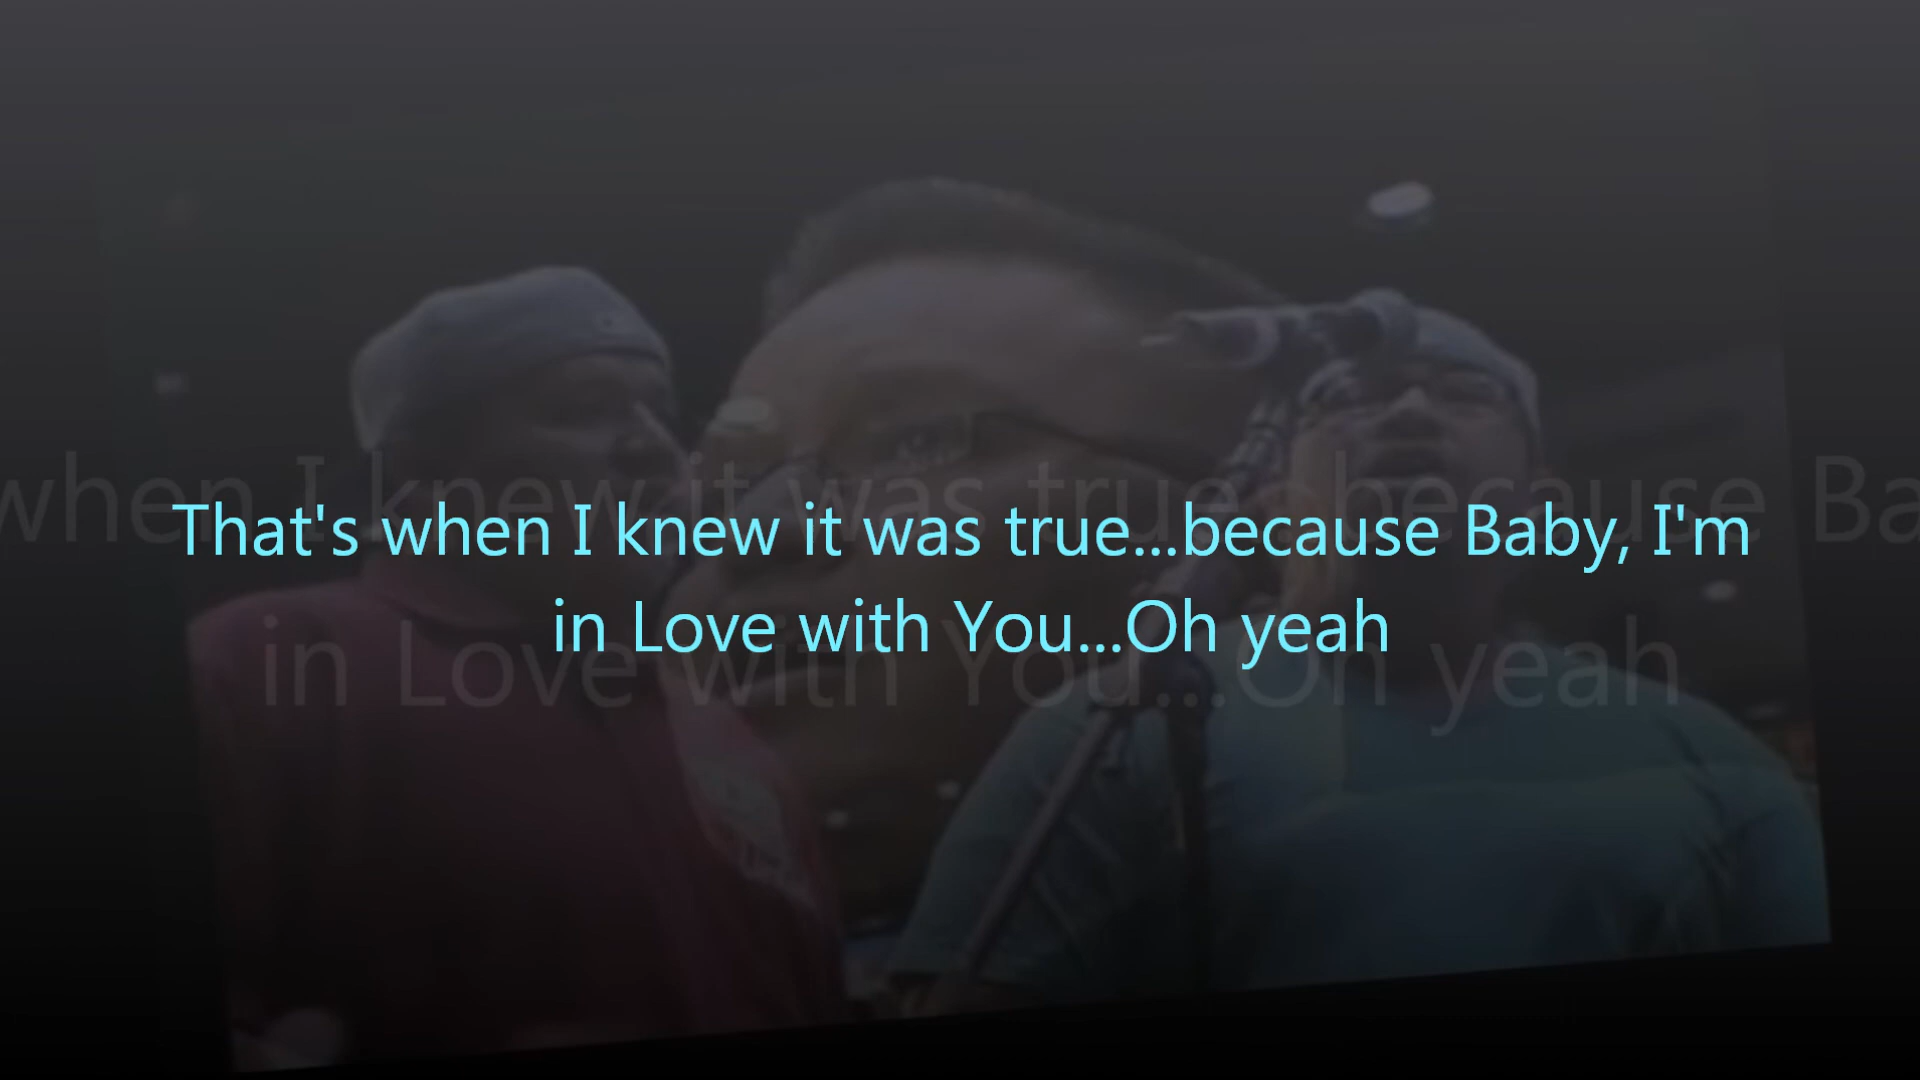 That's when I knew it was true...because Baby, I'm
in Love with You...Oh yeah